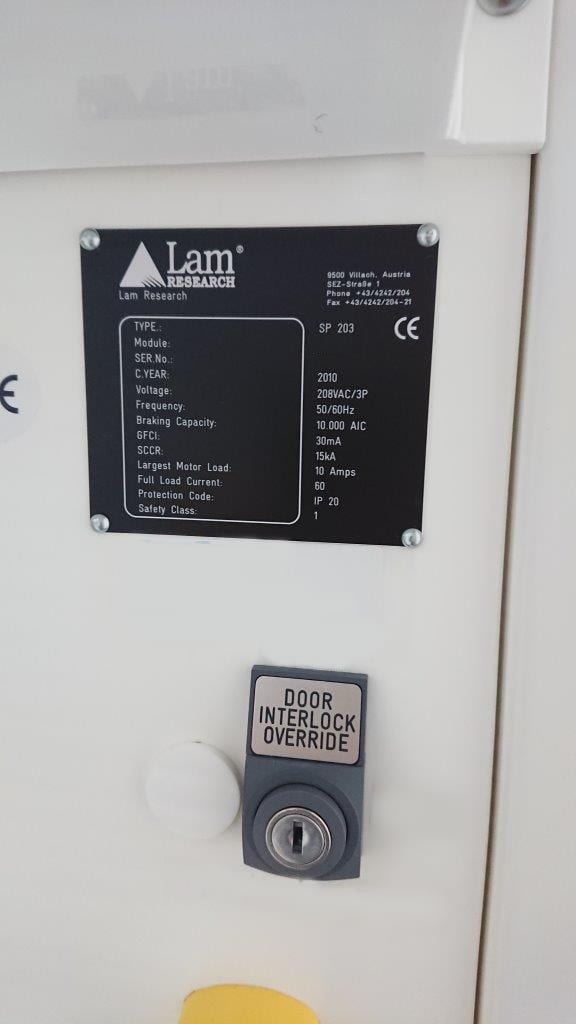 Lam®
RESEARCH
Lam Research
9500 Villach, Austria
SEZ-Straße 1
Phone +43/4242/204
Fax +43/4242/204-21
CE
TYPE.: SP 203
Module:
SER.No.:
C.YEAR: 2010
Voltage: 208VAC/3P
Frequency: 50/60Hz
Braking Capacity: 10.000 AIC
GFCI: 30mA
SCCR: 15kA
Largest Motor Load: 10 Amps
Full Load Current: 60
Protection Code: IP 20
Safety Class: 1
CE
DOOR
INTERLOCK
OVERRIDE